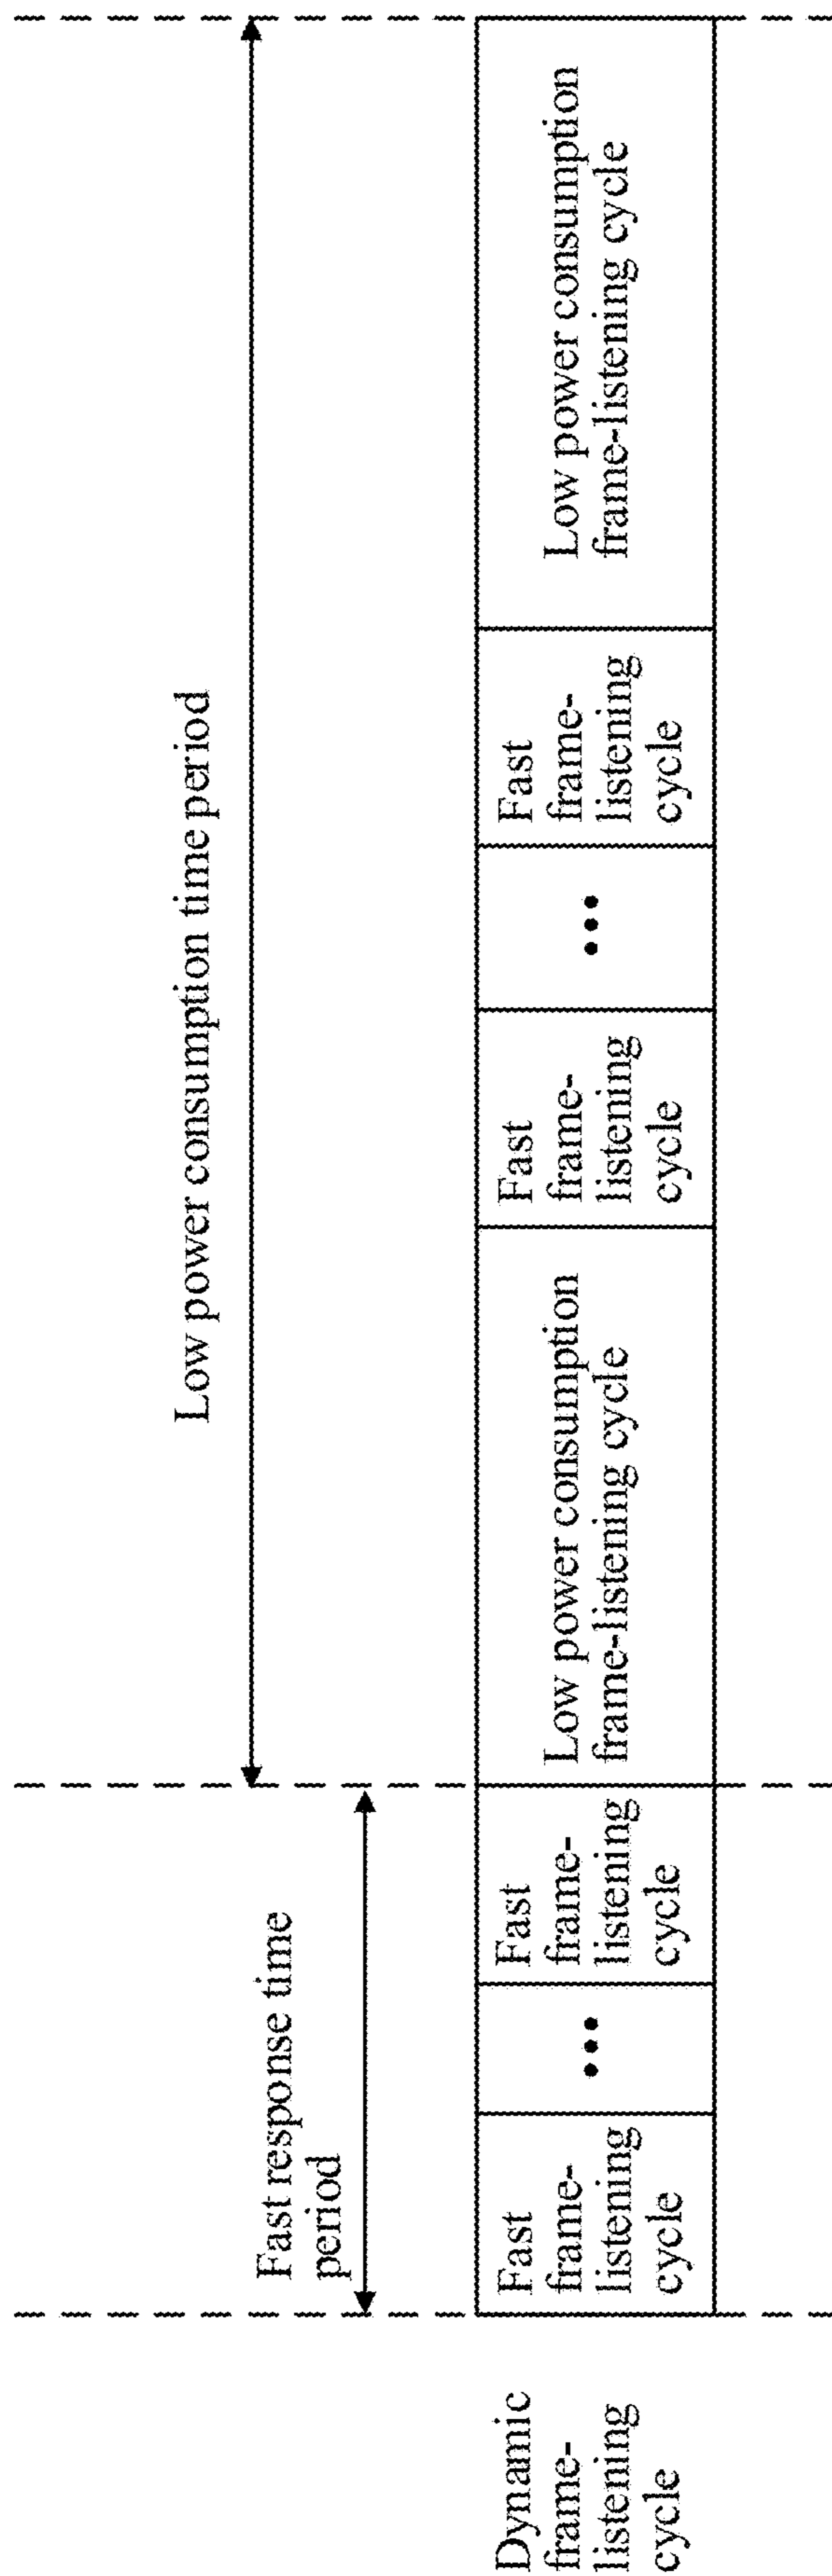 Low power consumption time period
Fast response time
period
Dynamic
frame-
listening
cycle
Fast
frame-
listening
cycle
•••
Fast
frame-
listening
cycle
Low power consumption
frame-listening cycle
Fast
frame-
listening
cycle
•••
Fast
frame-
listening
cycle
Low power consumption
frame-listening cycle